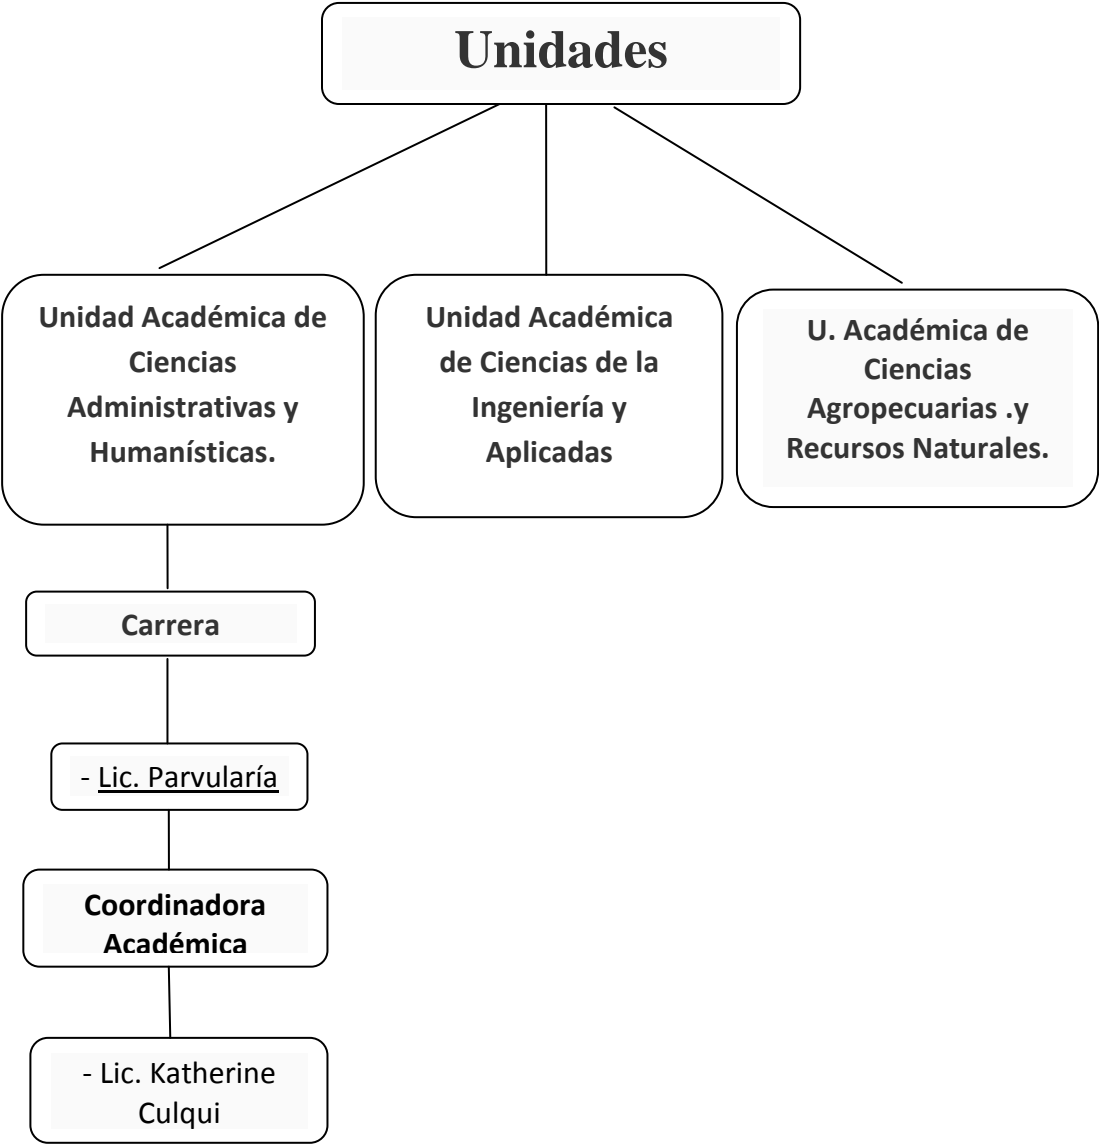 Unidades
Unidad Académica de
Ciencias
Administrativas y
Humanísticas.
Unidad Académica
de Ciencias de la
Ingeniería y
Aplicadas
U. Académica de
Ciencias
Agropecuarias .y
Recursos Naturales.
Carrera
- Lic. Parvularía
Coordinadora
Académica
- Lic. Katherine
Culqui